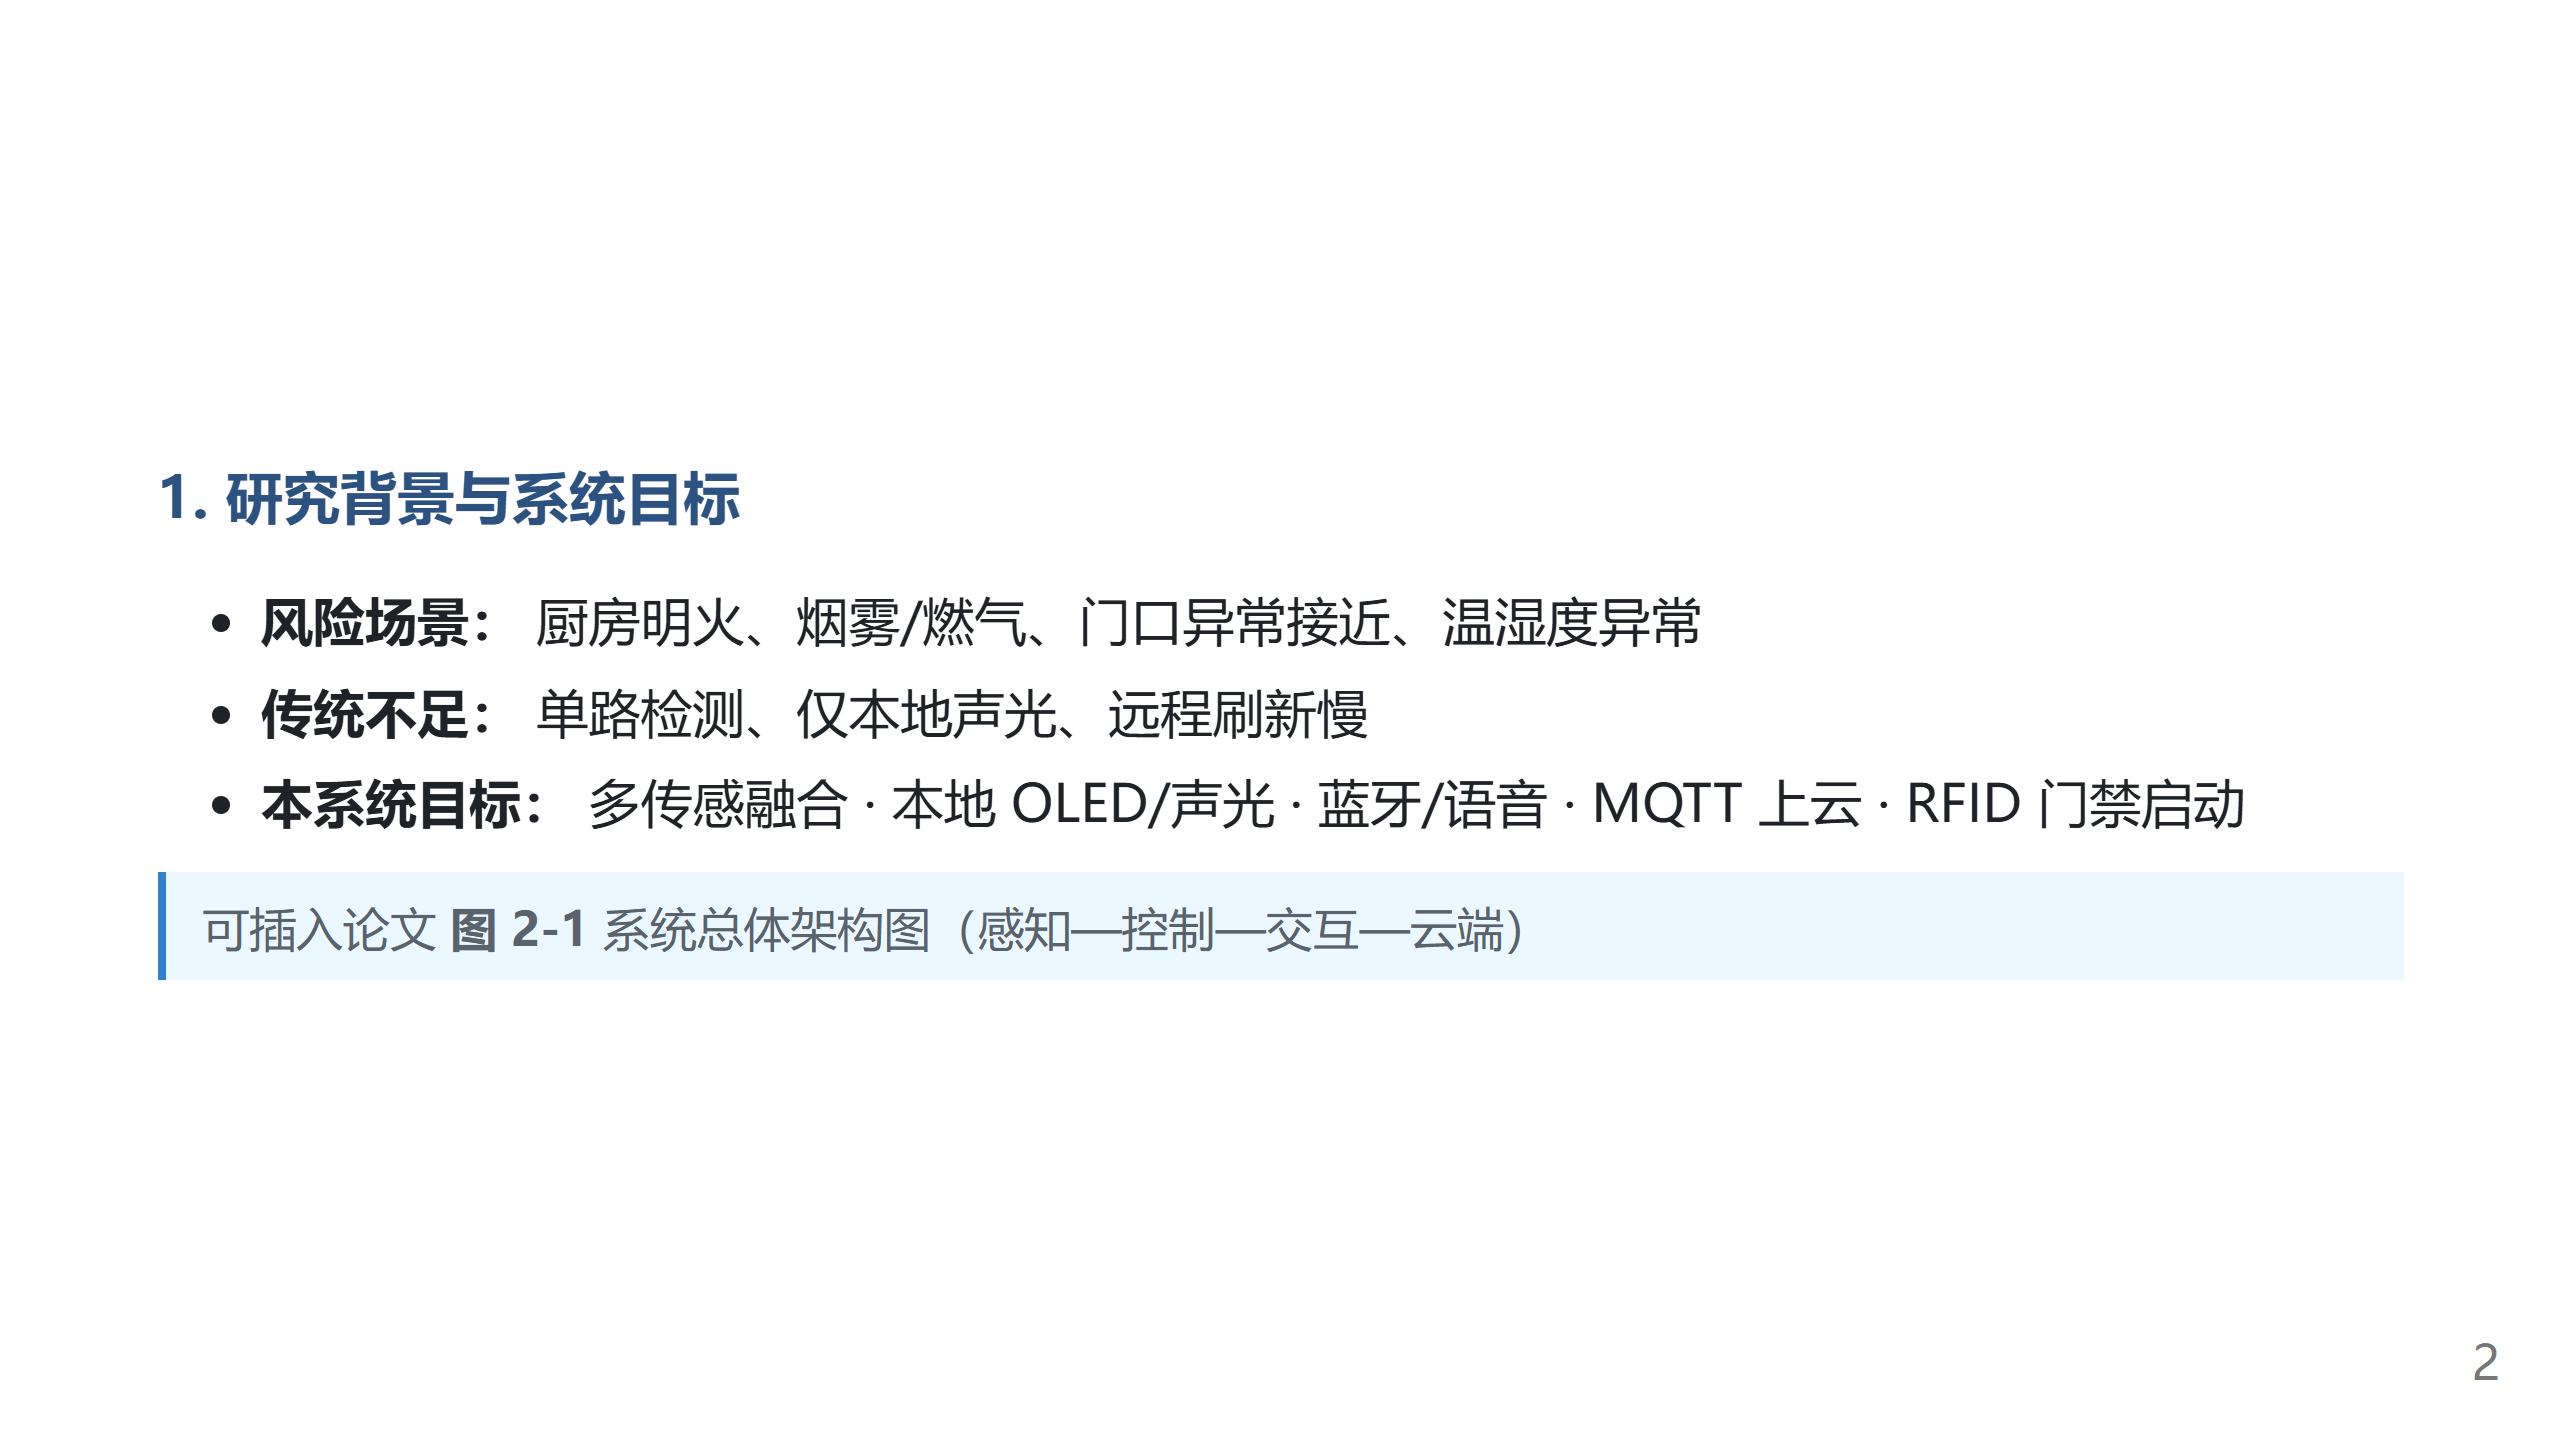 1. 研究背景与系统目标
• 风险场景： 厨房明火、烟雾/燃气、门口异常接近、温湿度异常
• 传统不足： 单路检测、仅本地声光、远程刷新慢
• 本系统目标： 多传感融合 · 本地 OLED/声光 · 蓝牙/语音 · MQTT 上云 · RFID 门禁启动
可插入论文 图 2-1 系统总体架构图（感知—控制—交互—云端）
2